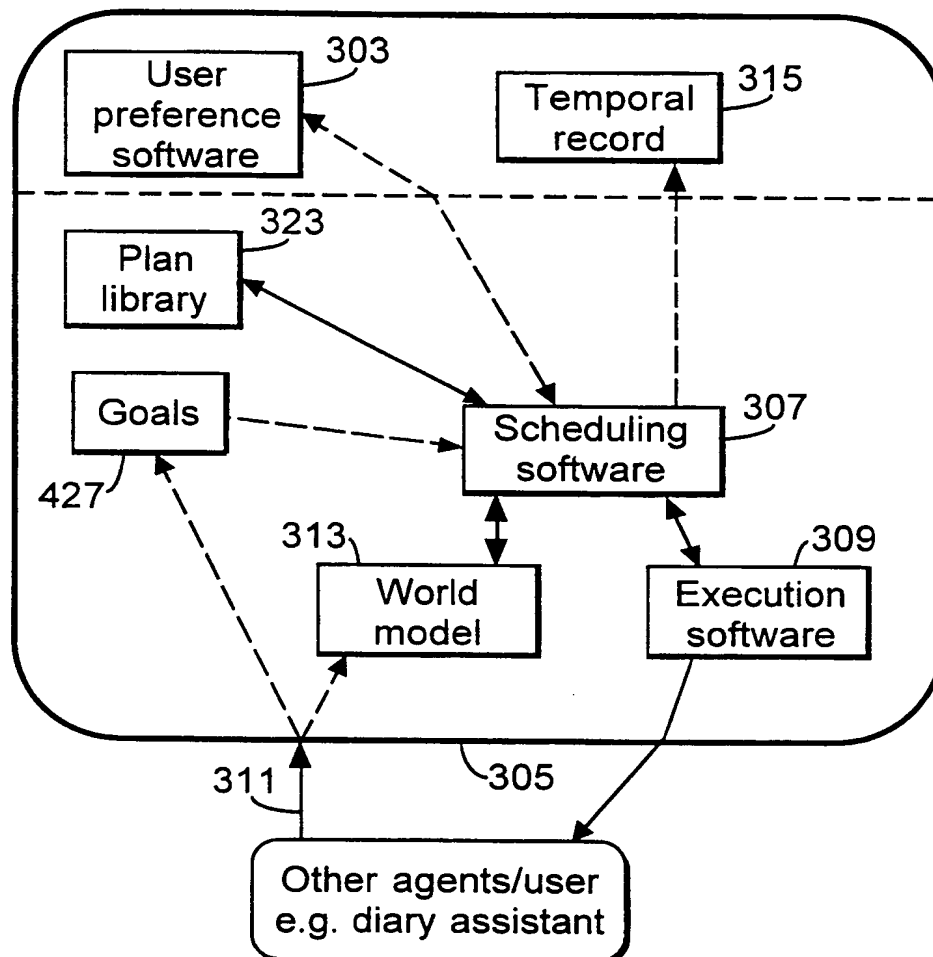 User
preference
software
303
Temporal
record
315
323
Plan
library
Goals
427
Scheduling
software
307
313
World
model
309
Execution
software
311
305
Other agents/user
e.g. diary assistant